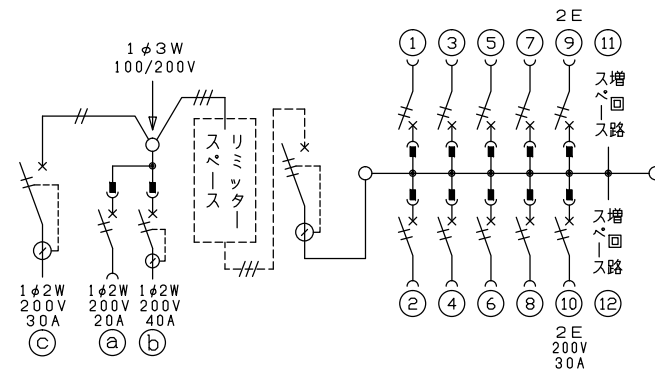 1φ3W
100/200V
リミッター
スペース
1φ2W
200V
30A
c
1φ2W
200V
20A
a
1φ2W
200V
40A
b
2E
1
3
5
7
9
11
増回路
スペース
増回路
スペース
2
4
6
8
10
12
2E
200V
30A